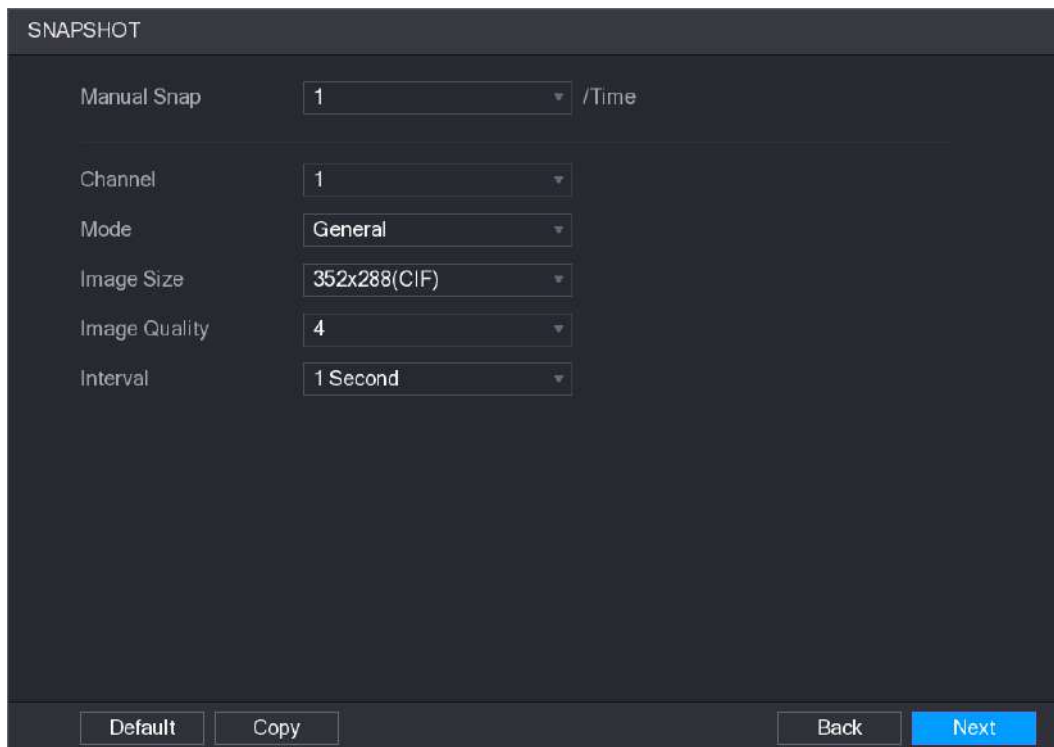 SNAPSHOT
Manual Snap 1 /Time
Channel 1
Mode General
Image Size 352x288(CIF)
Image Quality 4
Interval 1 Second
Default Copy Back Next